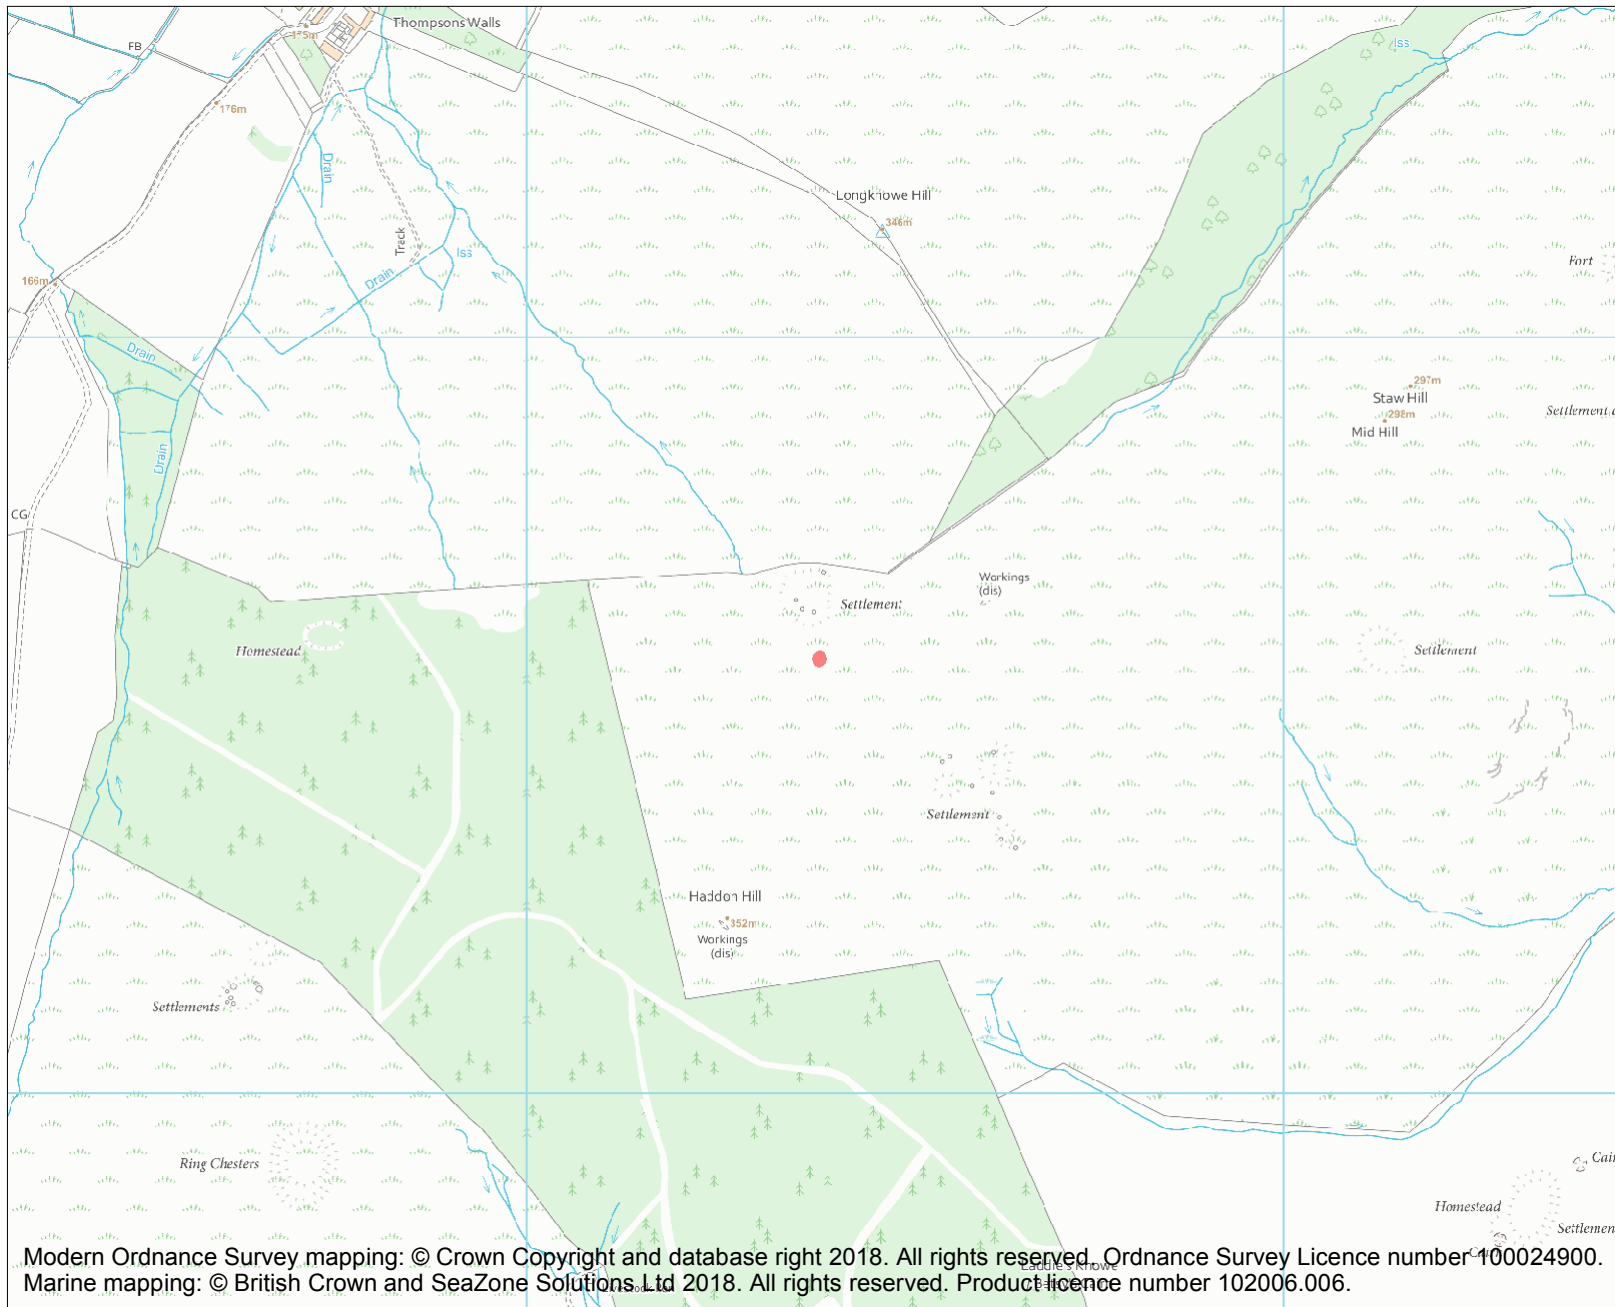 Thompsons Walls
175m
FB
Iss
176m
Drain
Longknowe Hill
346m
Track
Iss
Fort
Drain
166m
Drain
297m
Staw Hill
298m
Mid Hill
Settlement
Drain
CG
Workings
(dis)
Settlement
Homestead
Settlement
Settlement
Haddon Hill
352m
Workings
(dis)
Settlements
Ring Chesters
Homestead
Modern Ordnance Survey mapping: © Crown Copyright and database right 2018. All rights reserved. Ordnance Survey Licence number 100024900.
Marine mapping: © British Crown and SeaZone Solutions Ltd 2018. All rights reserved. Product licence number 102006.006.